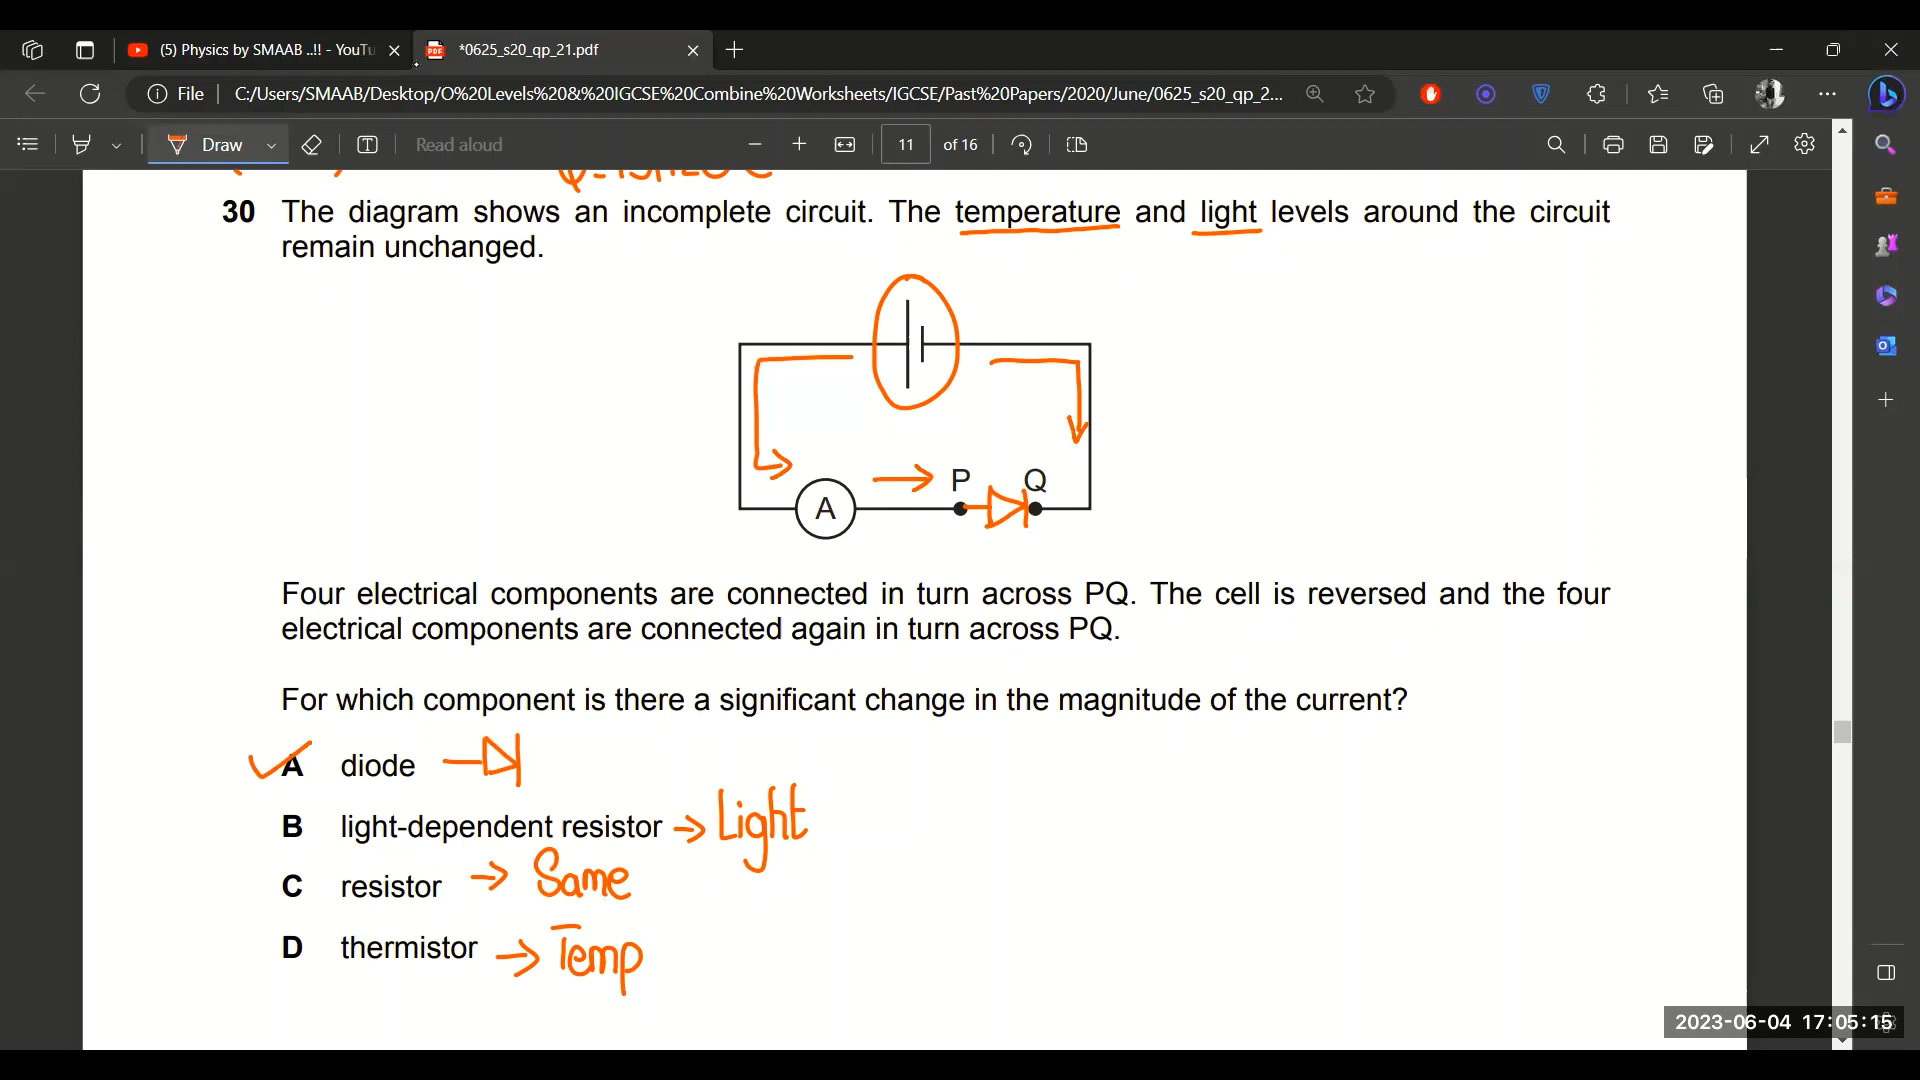 (5) Physics by SMAAB ..!! - YouTu
*0625_s20_qp_21.pdf
File C:/Users/SMAAB/Desktop/O%20Levels%20&%20IGCSE%20Combine%20Worksheets/IGCSE/Past%20Papers/2020/June/0625_s20_qp_2...
Draw Read aloud 11 of 16
30 The diagram shows an incomplete circuit. The temperature and light levels around the circuit
remain unchanged.
P Q
A
Four electrical components are connected in turn across PQ. The cell is reversed and the four
electrical components are connected again in turn across PQ.
For which component is there a significant change in the magnitude of the current?
A diode
B light-dependent resistor → Light
C resistor → Same
D thermistor → Temp
2023-06-04 17:05:15